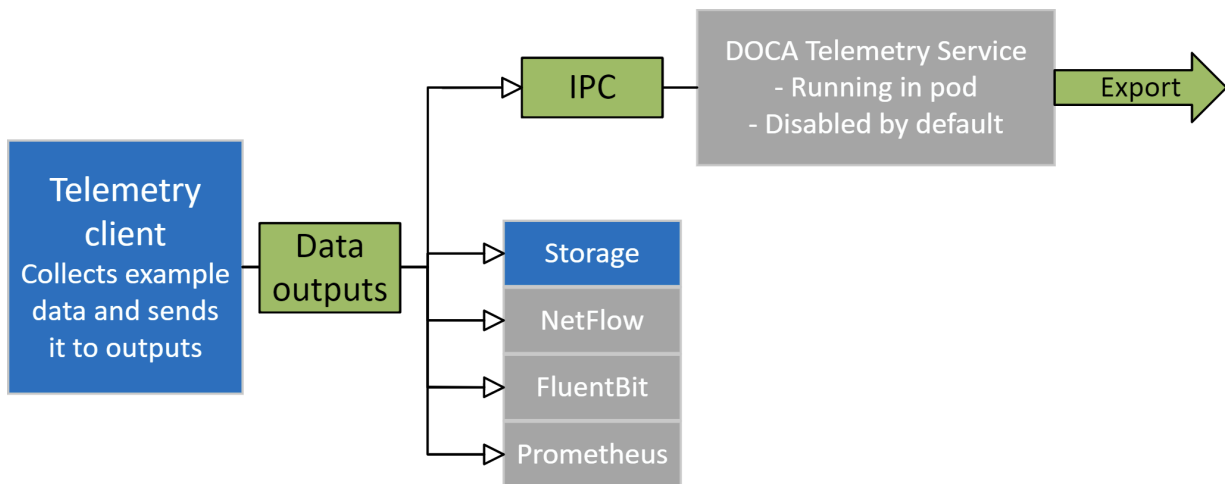 Telemetry
client
Collects example
data and sends
it to outputs
Data
outputs
IPC
DOCA Telemetry Service
- Running in pod
- Disabled by default
Export
Storage
NetFlow
FluentBit
Prometheus